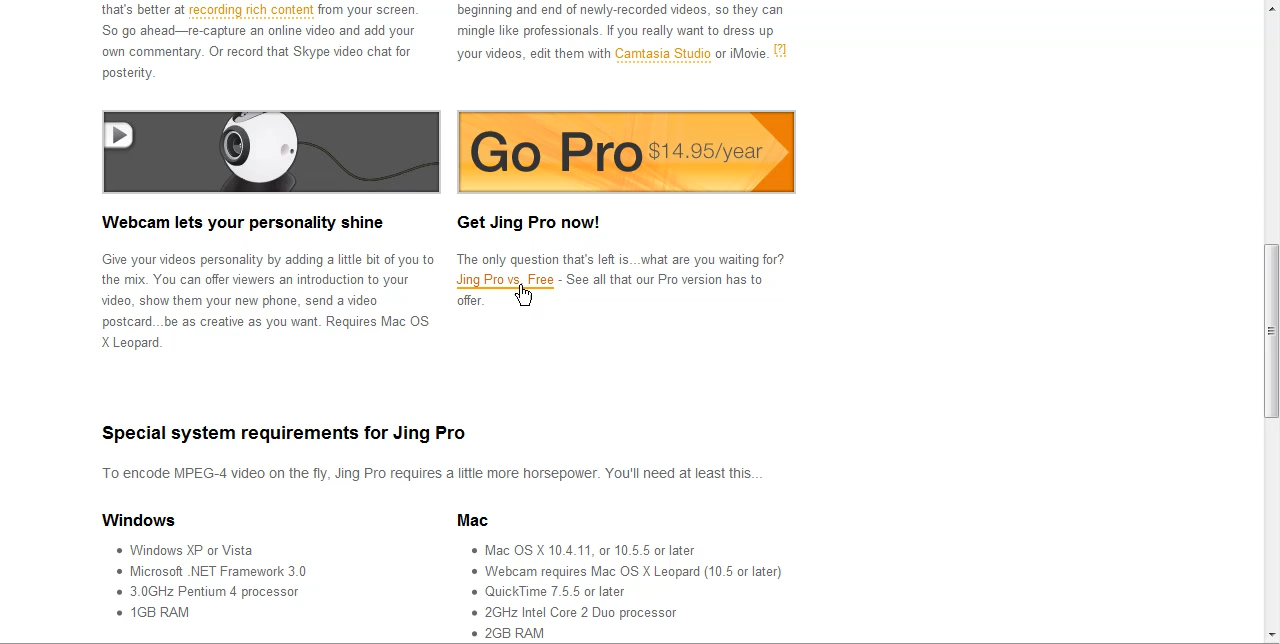 that's better at recording rich content from your screen.
So go ahead—re-capture an online video and add your
own commentary. Or record that Skype video chat for
posterity.
beginning and end of newly-recorded videos, so they can
mingle like professionals. If you really want to dress up
your videos, edit them with Camtasia Studio or iMovie. [?]
Go Pro $14.95/year
Webcam lets your personality shine
Give your videos personality by adding a little bit of you to
the mix. You can offer viewers an introduction to your
video, show them your new phone, send a video
postcard...be as creative as you want. Requires Mac OS
X Leopard.
Get Jing Pro now!
The only question that's left is...what are you waiting for?
Jing Pro vs. Free - See all that our Pro version has to
offer.
Special system requirements for Jing Pro
To encode MPEG-4 video on the fly, Jing Pro requires a little more horsepower. You'll need at least this...
Windows
• Windows XP or Vista
• Microsoft .NET Framework 3.0
• 3.0GHz Pentium 4 processor
• 1GB RAM
Mac
• Mac OS X 10.4.11, or 10.5.5 or later
• Webcam requires Mac OS X Leopard (10.5 or later)
• QuickTime 7.5.5 or later
• 2GHz Intel Core 2 Duo processor
• 2GB RAM